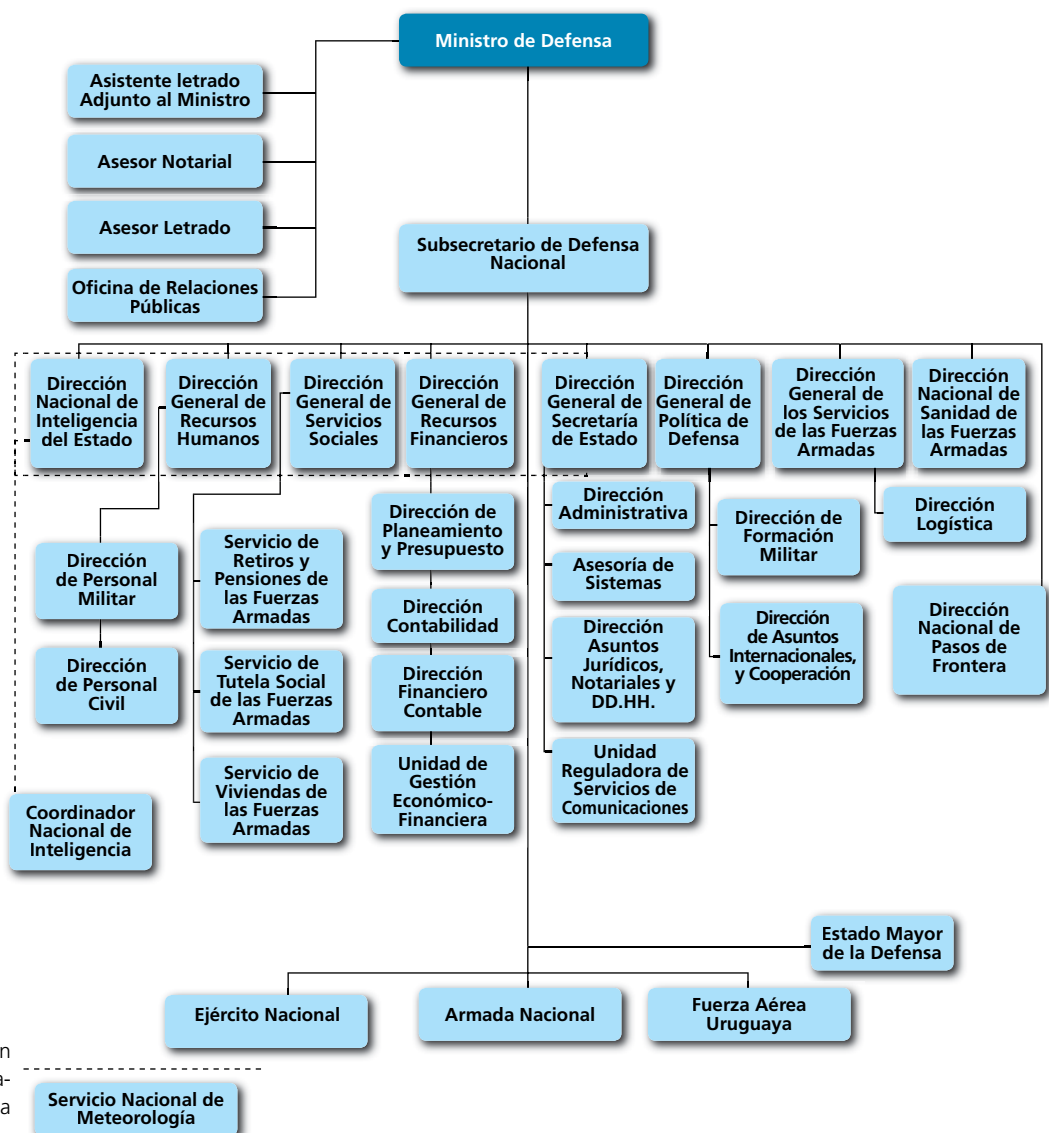 Ministro de Defensa
Asistente letrado
Adjunto al Ministro
Asesor Notarial
Asesor Letrado
Oficina de Relaciones
Públicas
Subsecretario de Defensa
Nacional
Dirección
Nacional de
Inteligencia
del Estado
Dirección
General de
Recursos
Humanos
Dirección
General de
Servicios
Sociales
Dirección
General de
Recursos
Financieros
Dirección
General de
Secretaría
de Estado
Dirección
General de
Política de
Defensa
Dirección
General de
los Servicios
de las Fuerzas
Armadas
Dirección
Nacional de
Sanidad de
las Fuerzas
Armadas
Dirección
de Personal
Militar
Dirección
de Personal
Civil
Servicio de
Retiros y
Pensiones de
las Fuerzas
Armadas
Servicio de
Tutela Social
de las Fuerzas
Armadas
Servicio de
Viviendas de
las Fuerzas
Armadas
Dirección de
Planeamiento
y Presupuesto
Dirección
Contabilidad
Dirección
Financiero
Contable
Unidad de
Gestión
Económico-
Financiera
Dirección
Administrativa
Asesoría de
Sistemas
Dirección
Asuntos
Jurídicos,
Notariales y
DD.HH.
Unidad
Reguladora de
Servicios de
Comunicaciones
Dirección de
Formación
Militar
Dirección
de Asuntos
Internacionales,
y Cooperación
Dirección
Logística
Dirección
Nacional de
Pasos de
Frontera
Coordinador
Nacional de
Inteligencia
Estado Mayor
de la Defensa
Ejército Nacional
Armada Nacional
Fuerza Aérea
Uruguaya
n
a-
a
Servicio Nacional de
Meteorología